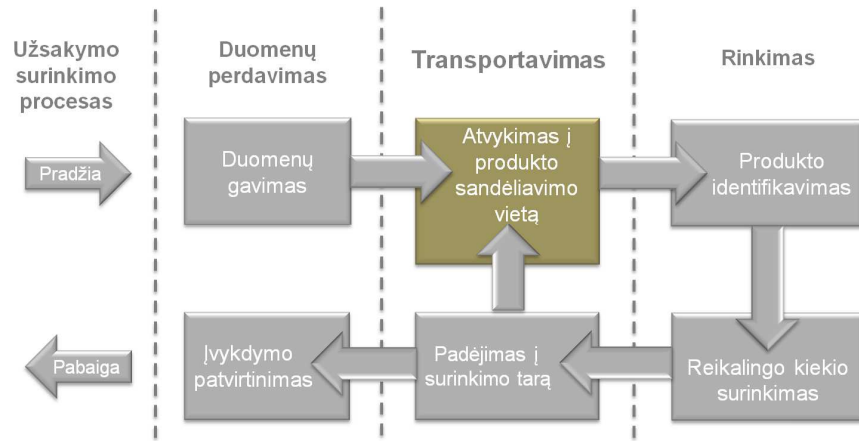 Užsakymo
surinkimo
procesas
Duomenų
perdavimas
Transportavimas
Rinkimas
Pradžia
Duomenų
gavimas
Atvykimas į
produkto
sandėliavimo
vietą
Produkto
identifikavimas
Pabaiga
Įvykdymo
patvirtinimas
Padėjimas į
surinkimo tarą
Reikalingo kiekio
surinkimas